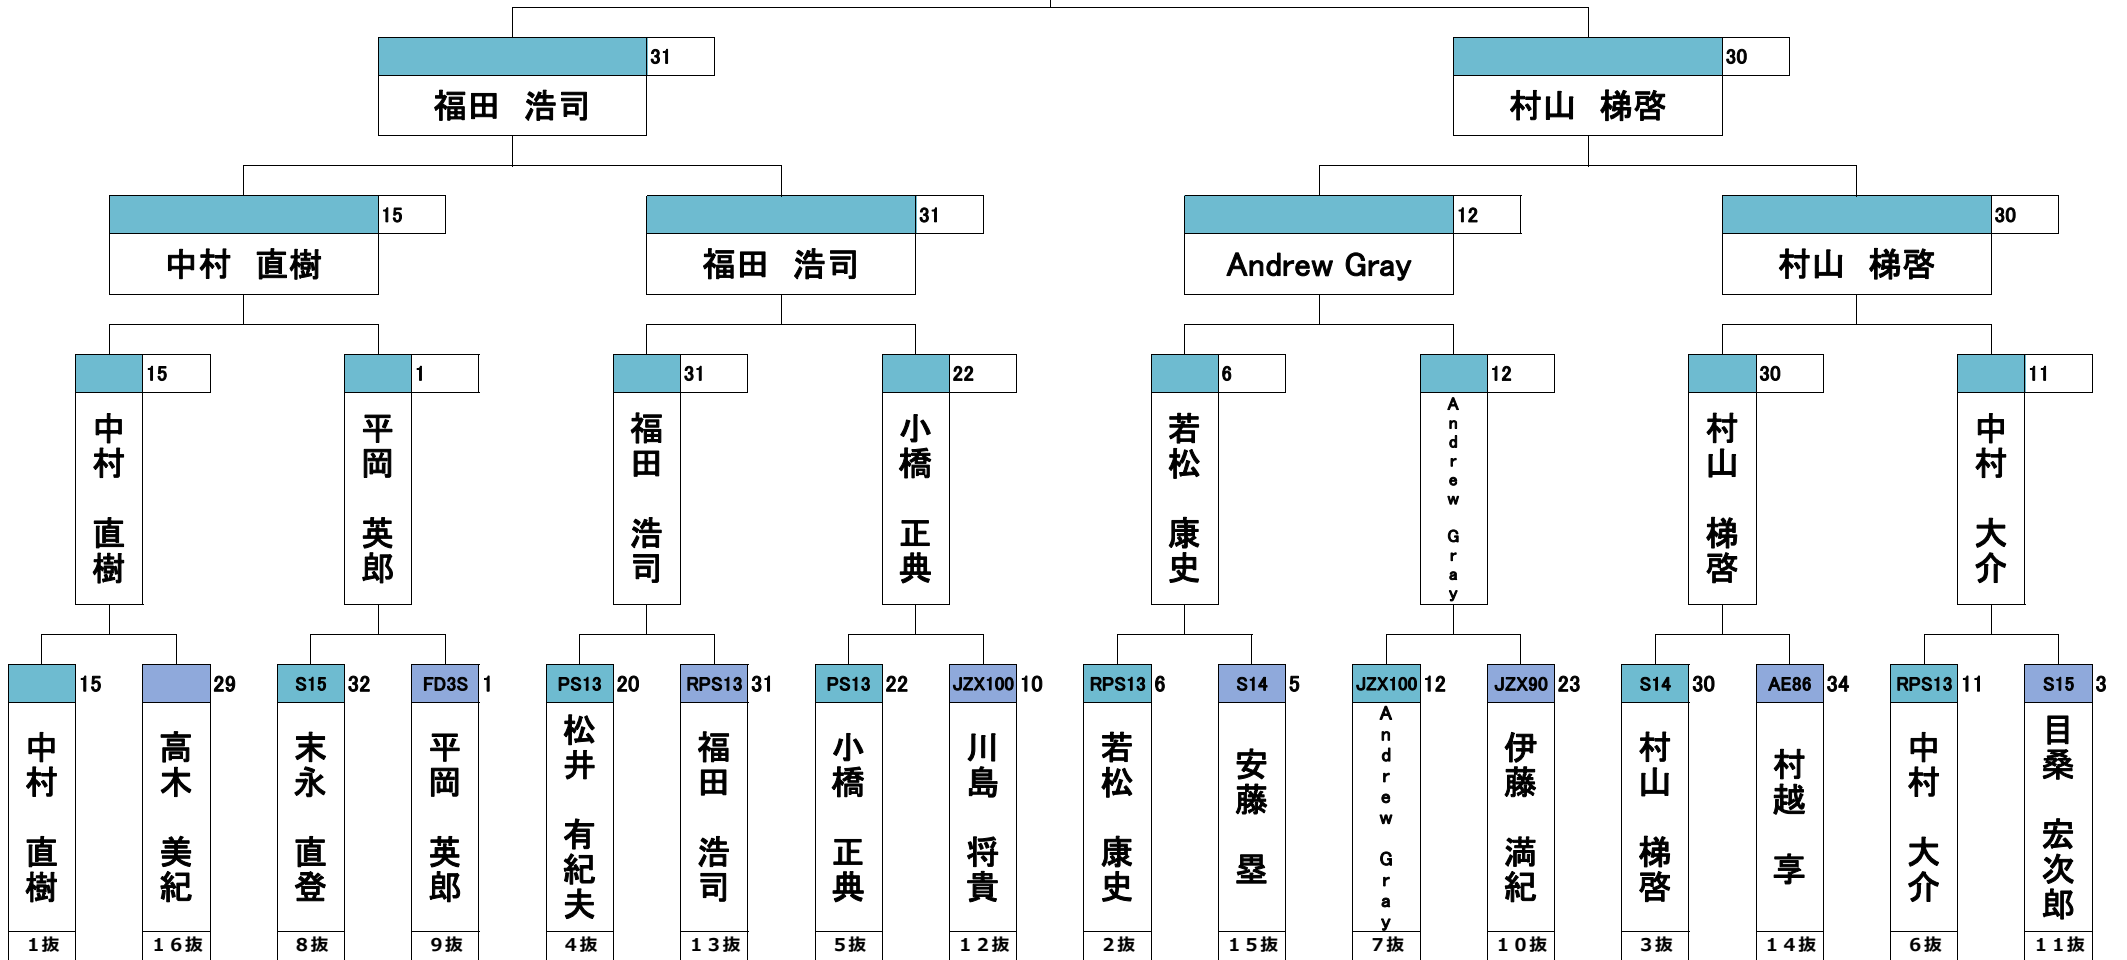 31
福田　浩司
30
村山　梯啓
15
中村　直樹
31
福田　浩司
12
Andrew Gray
30
村山　梯啓
15
中村　直樹
1
平岡　英郎
31
福田　浩司
22
小橋　正典
6
若松　康史
12
Andrew Gray
30
村山　梯啓
11
中村　大介
15
中村　直樹
1抜
29
高木　美紀
16抜
S15 32
末永　直登
8抜
FD3S 1
平岡　英郎
9抜
PS13 20
松井　有紀夫
4抜
RPS13 31
福田　浩司
13抜
PS13 22
小橋　正典
5抜
JZX100 10
川島　将貴
12抜
RPS13 6
若松　康史
2抜
S14 5
安藤　塁
15抜
JZX100 12
Andrew Gray
7抜
JZX90 23
伊藤　満紀
10抜
S14 30
村山　梯啓
3抜
AE86 34
村越　享
14抜
RPS13 11
中村　大介
6抜
S15 3
目桑　宏次郎
11抜